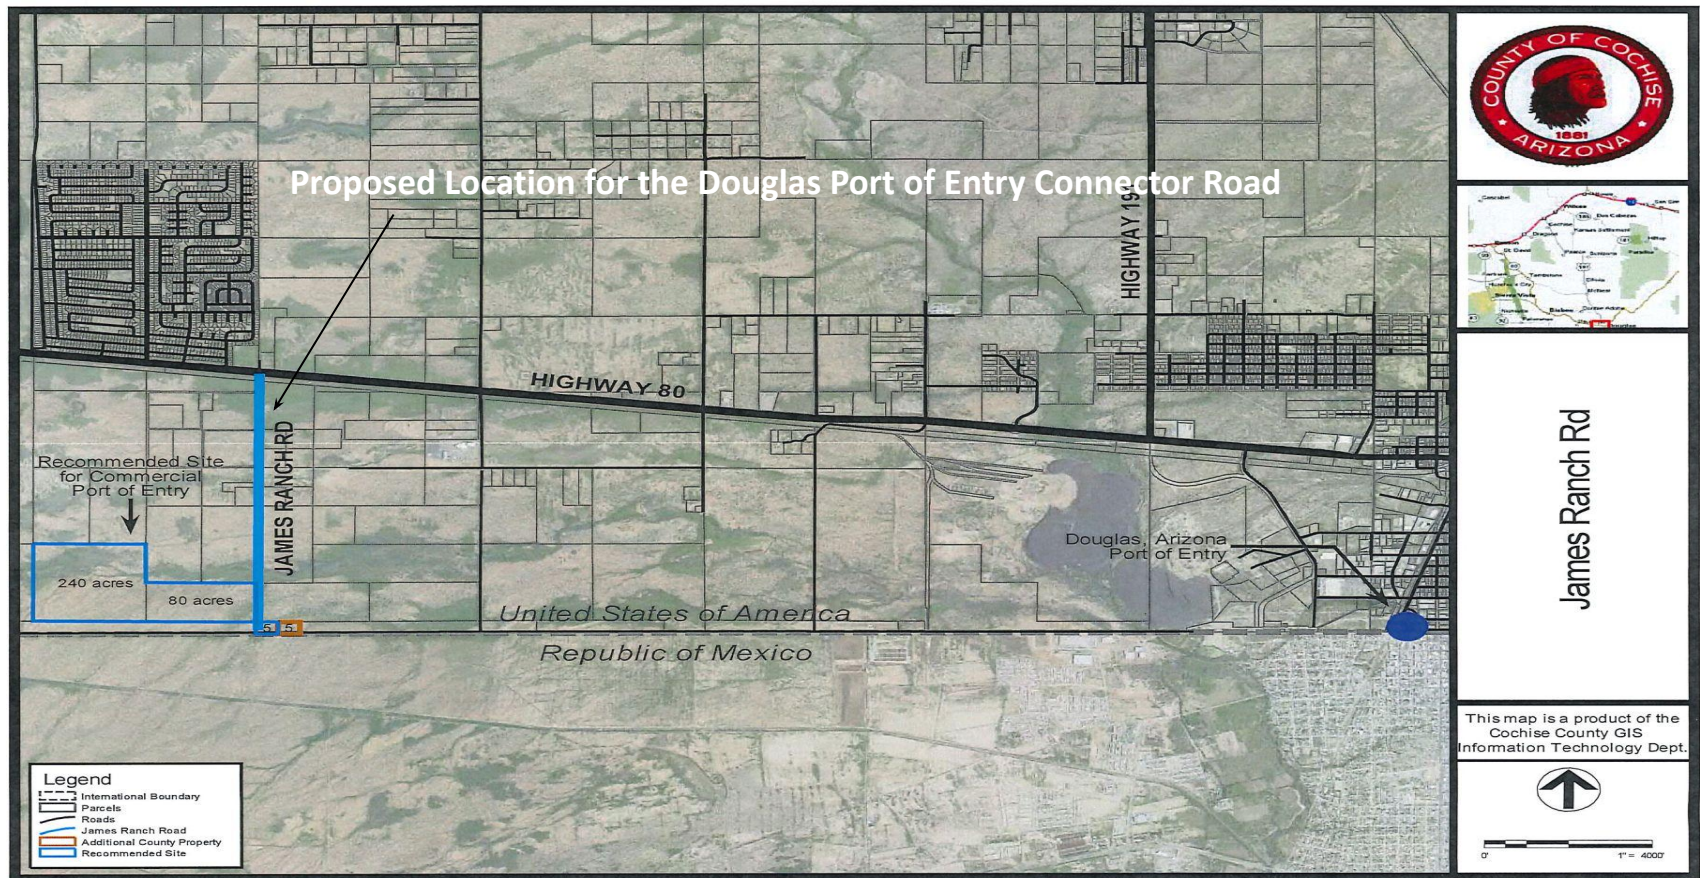 Proposed Location for the Douglas Port of Entry Connector Road
HIGHWAY 191
HIGHWAY 80
JAMES RANCH RD
Recommended Site
for Commercial
Port of Entry
240 acres
80 acres
5
5
Douglas, Arizona
Port of Entry
United States of America
Republic of Mexico
Legend
International Boundary
Parcels
Roads
James Ranch Road
Additional County Property
Recommended Site
COUNTY OF COCHISE
1881
ARIZONA
James Ranch Rd
This map is a product of the
Cochise County GIS
Information Technology Dept.
0'
1" = 4000'